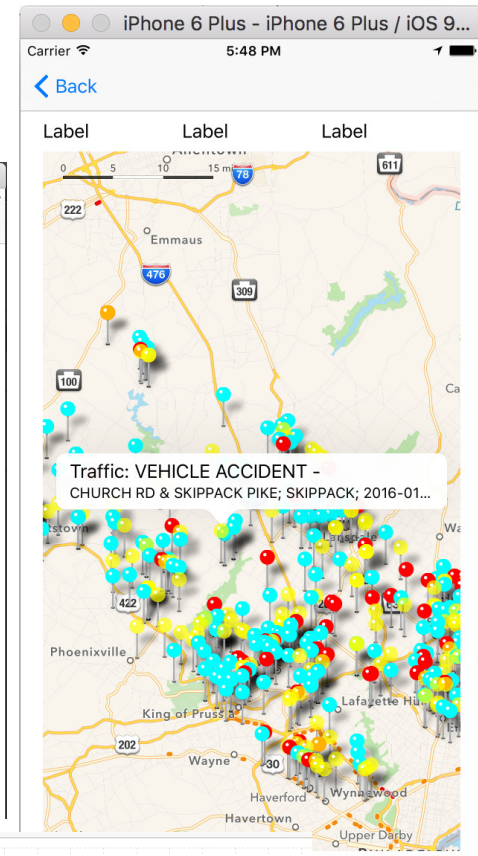 iPhone 6 Plus - iPhone 6 Plus / iOS 9...
Carrier 5:48 PM
Back
Label Label Label
Allentown
0 5 10 15 mi
78
611
222
Emmaus
476
309
100
Traffic: VEHICLE ACCIDENT -
CHURCH RD & SKIPPACK PIKE; SKIPPACK; 2016-01...
Lansdale
422
Phoenixville
King of Prussia
Lafayette
202
Wayne
30
Haverford
Wynnewood
Havertown
Upper Darby